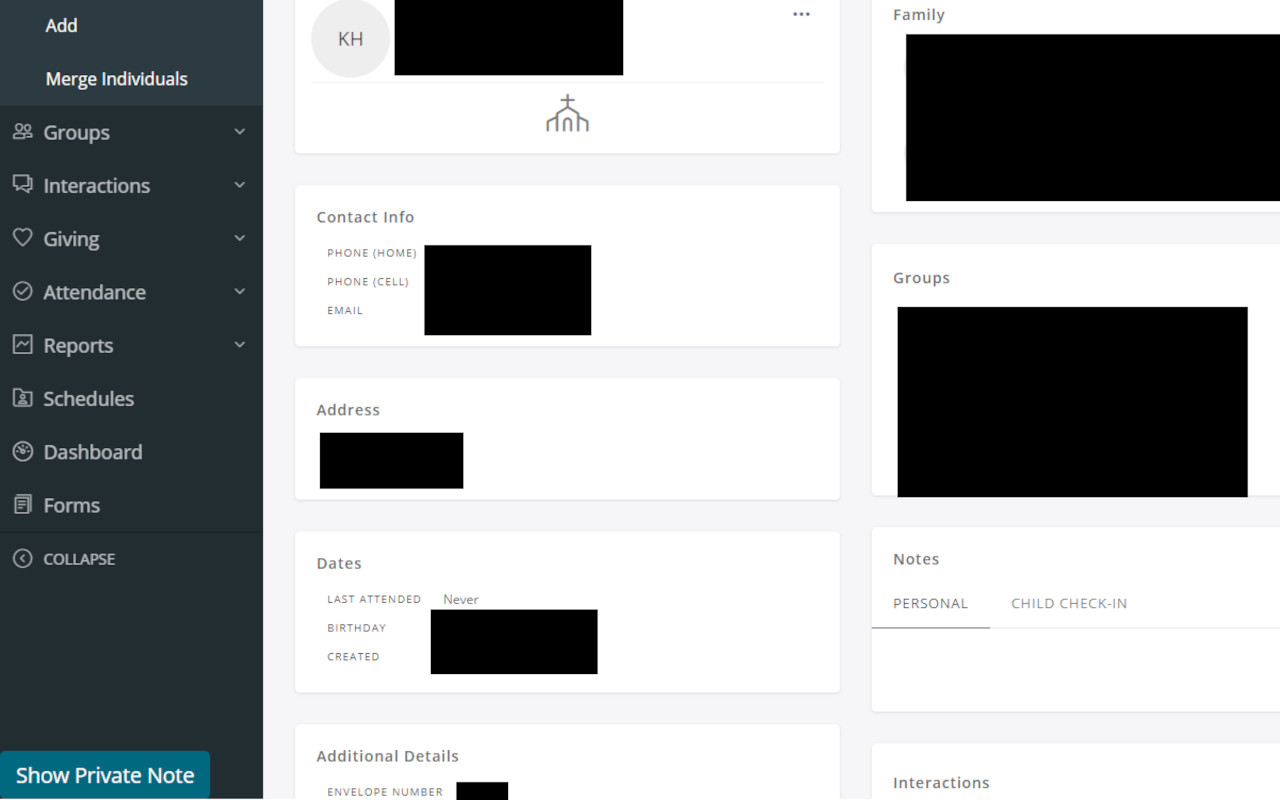 Add
Merge Individuals
Groups
Interactions
Giving
Attendance
Reports
Schedules
Dashboard
Forms
COLLAPSE
Show Private Note
KH
Contact Info
PHONE (HOME)
PHONE (CELL)
EMAIL
Address
Dates
LAST ATTENDED Never
BIRTHDAY
CREATED
Additional Details
ENVELOPE NUMBER
Family
Groups
Notes
PERSONAL CHILD CHECK-IN
Interactions